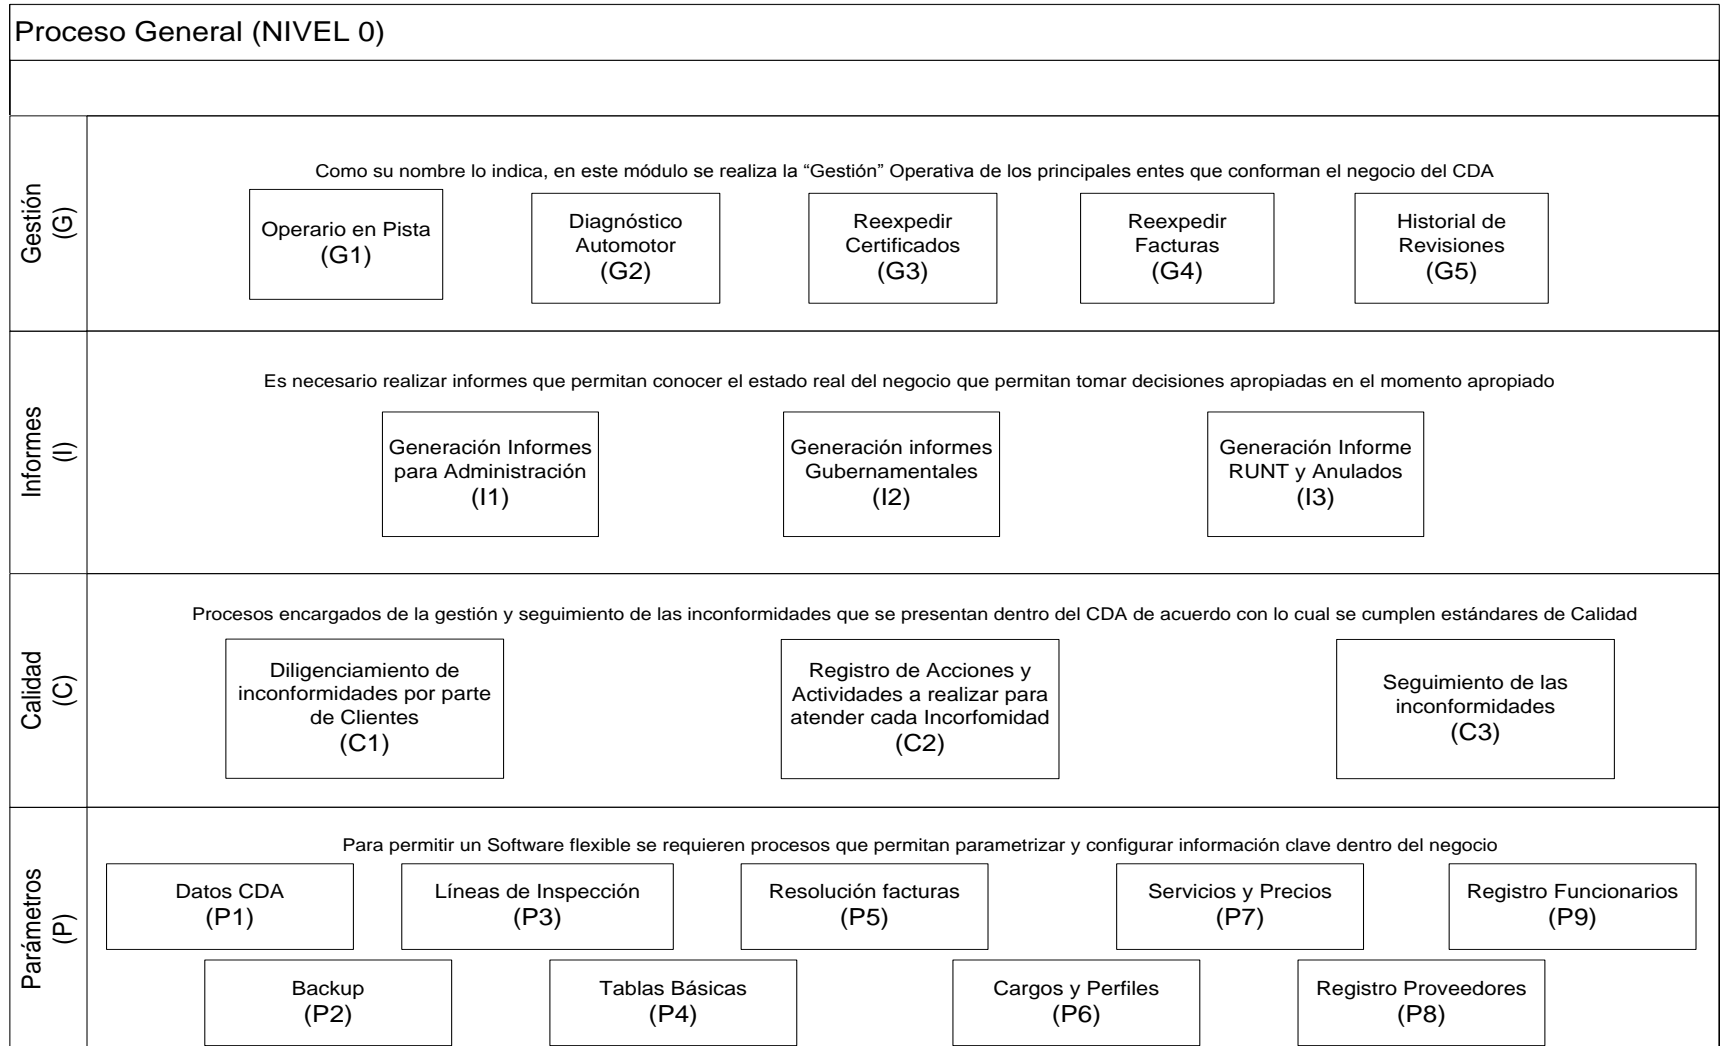 Proceso General (NIVEL 0)
Gestión
(G)
Como su nombre lo indica, en este módulo se realiza la “Gestión” Operativa de los principales entes que conforman el negocio del CDA
Operario en Pista
(G1)
Diagnóstico
Automotor
(G2)
Reexpedir
Certificados
(G3)
Reexpedir
Facturas
(G4)
Historial de
Revisiones
(G5)
Informes
(I)
Es necesario realizar informes que permitan conocer el estado real del negocio que permitan tomar decisiones apropiadas en el momento apropiado
Generación Informes
para Administración
(I1)
Generación informes
Gubernamentales
(I2)
Generación Informe
RUNT y Anulados
(I3)
Calidad
(C)
Procesos encargados de la gestión y seguimiento de las inconformidades que se presentan dentro del CDA de acuerdo con lo cual se cumplen estándares de Calidad
Diligenciamiento de
inconformidades por parte
de Clientes
(C1)
Registro de Acciones y
Actividades a realizar para
atender cada Incorfomidad
(C2)
Seguimiento de las
inconformidades
(C3)
Parámetros
(P)
Para permitir un Software flexible se requieren procesos que permitan parametrizar y configurar información clave dentro del negocio
Datos CDA
(P1)
Líneas de Inspección
(P3)
Resolución facturas
(P5)
Servicios y Precios
(P7)
Registro Funcionarios
(P9)
Backup
(P2)
Tablas Básicas
(P4)
Cargos y Perfiles
(P6)
Registro Proveedores
(P8)